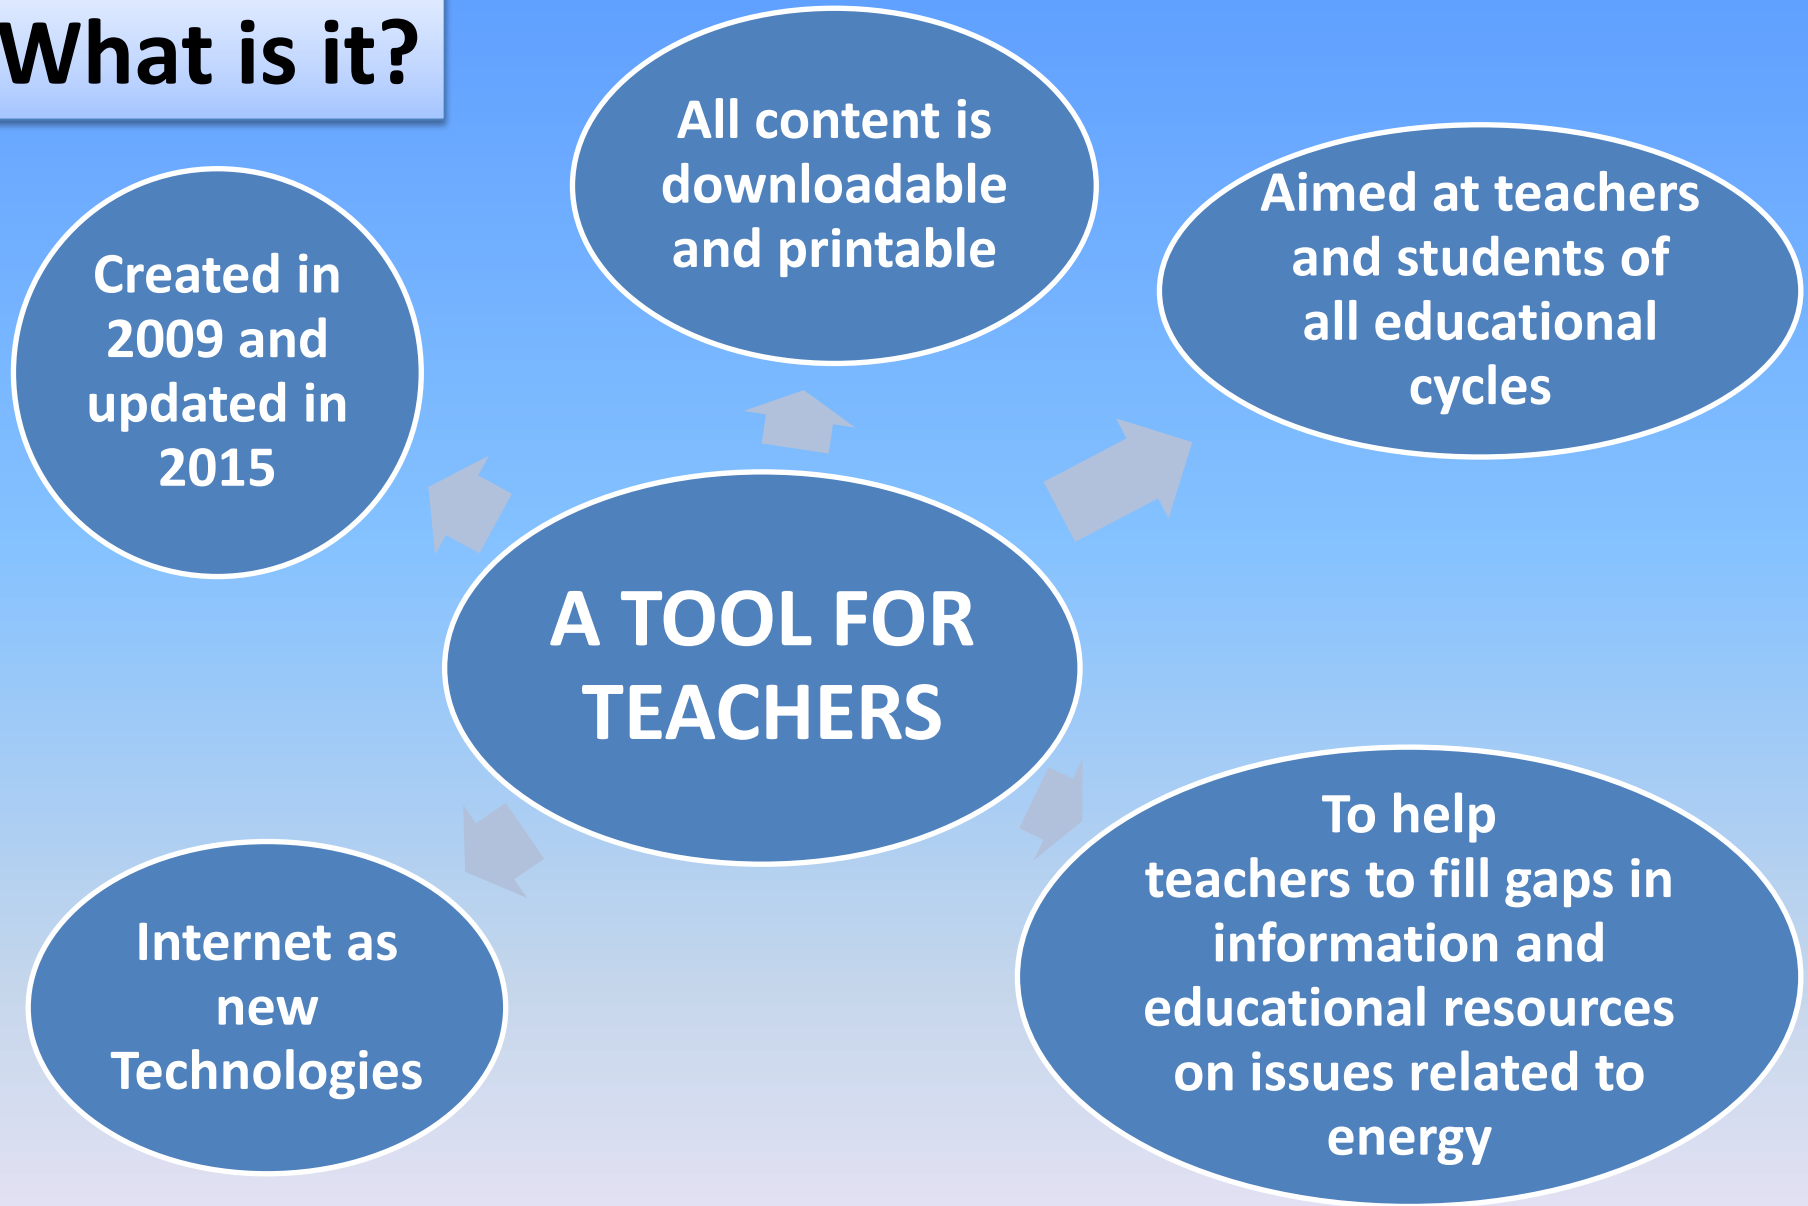 What is it?
All content is
downloadable
and printable
Aimed at teachers
and students of
all educational
cycles
Created in
2009 and
updated in
2015
A TOOL FOR
TEACHERS
Internet as
new
Technologies
To help
teachers to fill gaps in
information and
educational resources
on issues related to
energy